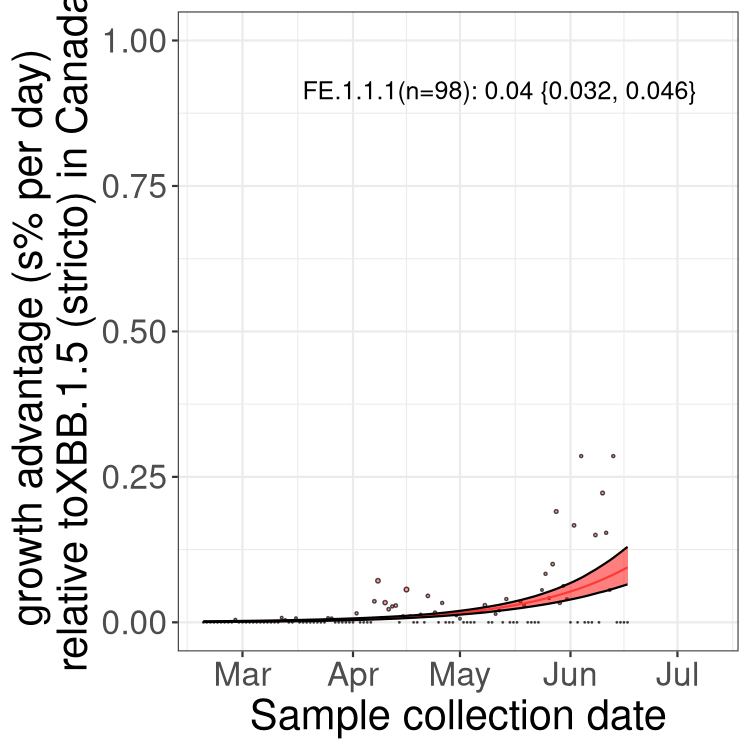 growth advantage (s% per day)
relative toXBB.1.5 (stricto) in Canada
1.00
0.75
0.50
0.25
0.00
FE.1.1.1(n=98): 0.04 {0.032, 0.046}
Mar Apr May Jun Jul
Sample collection date